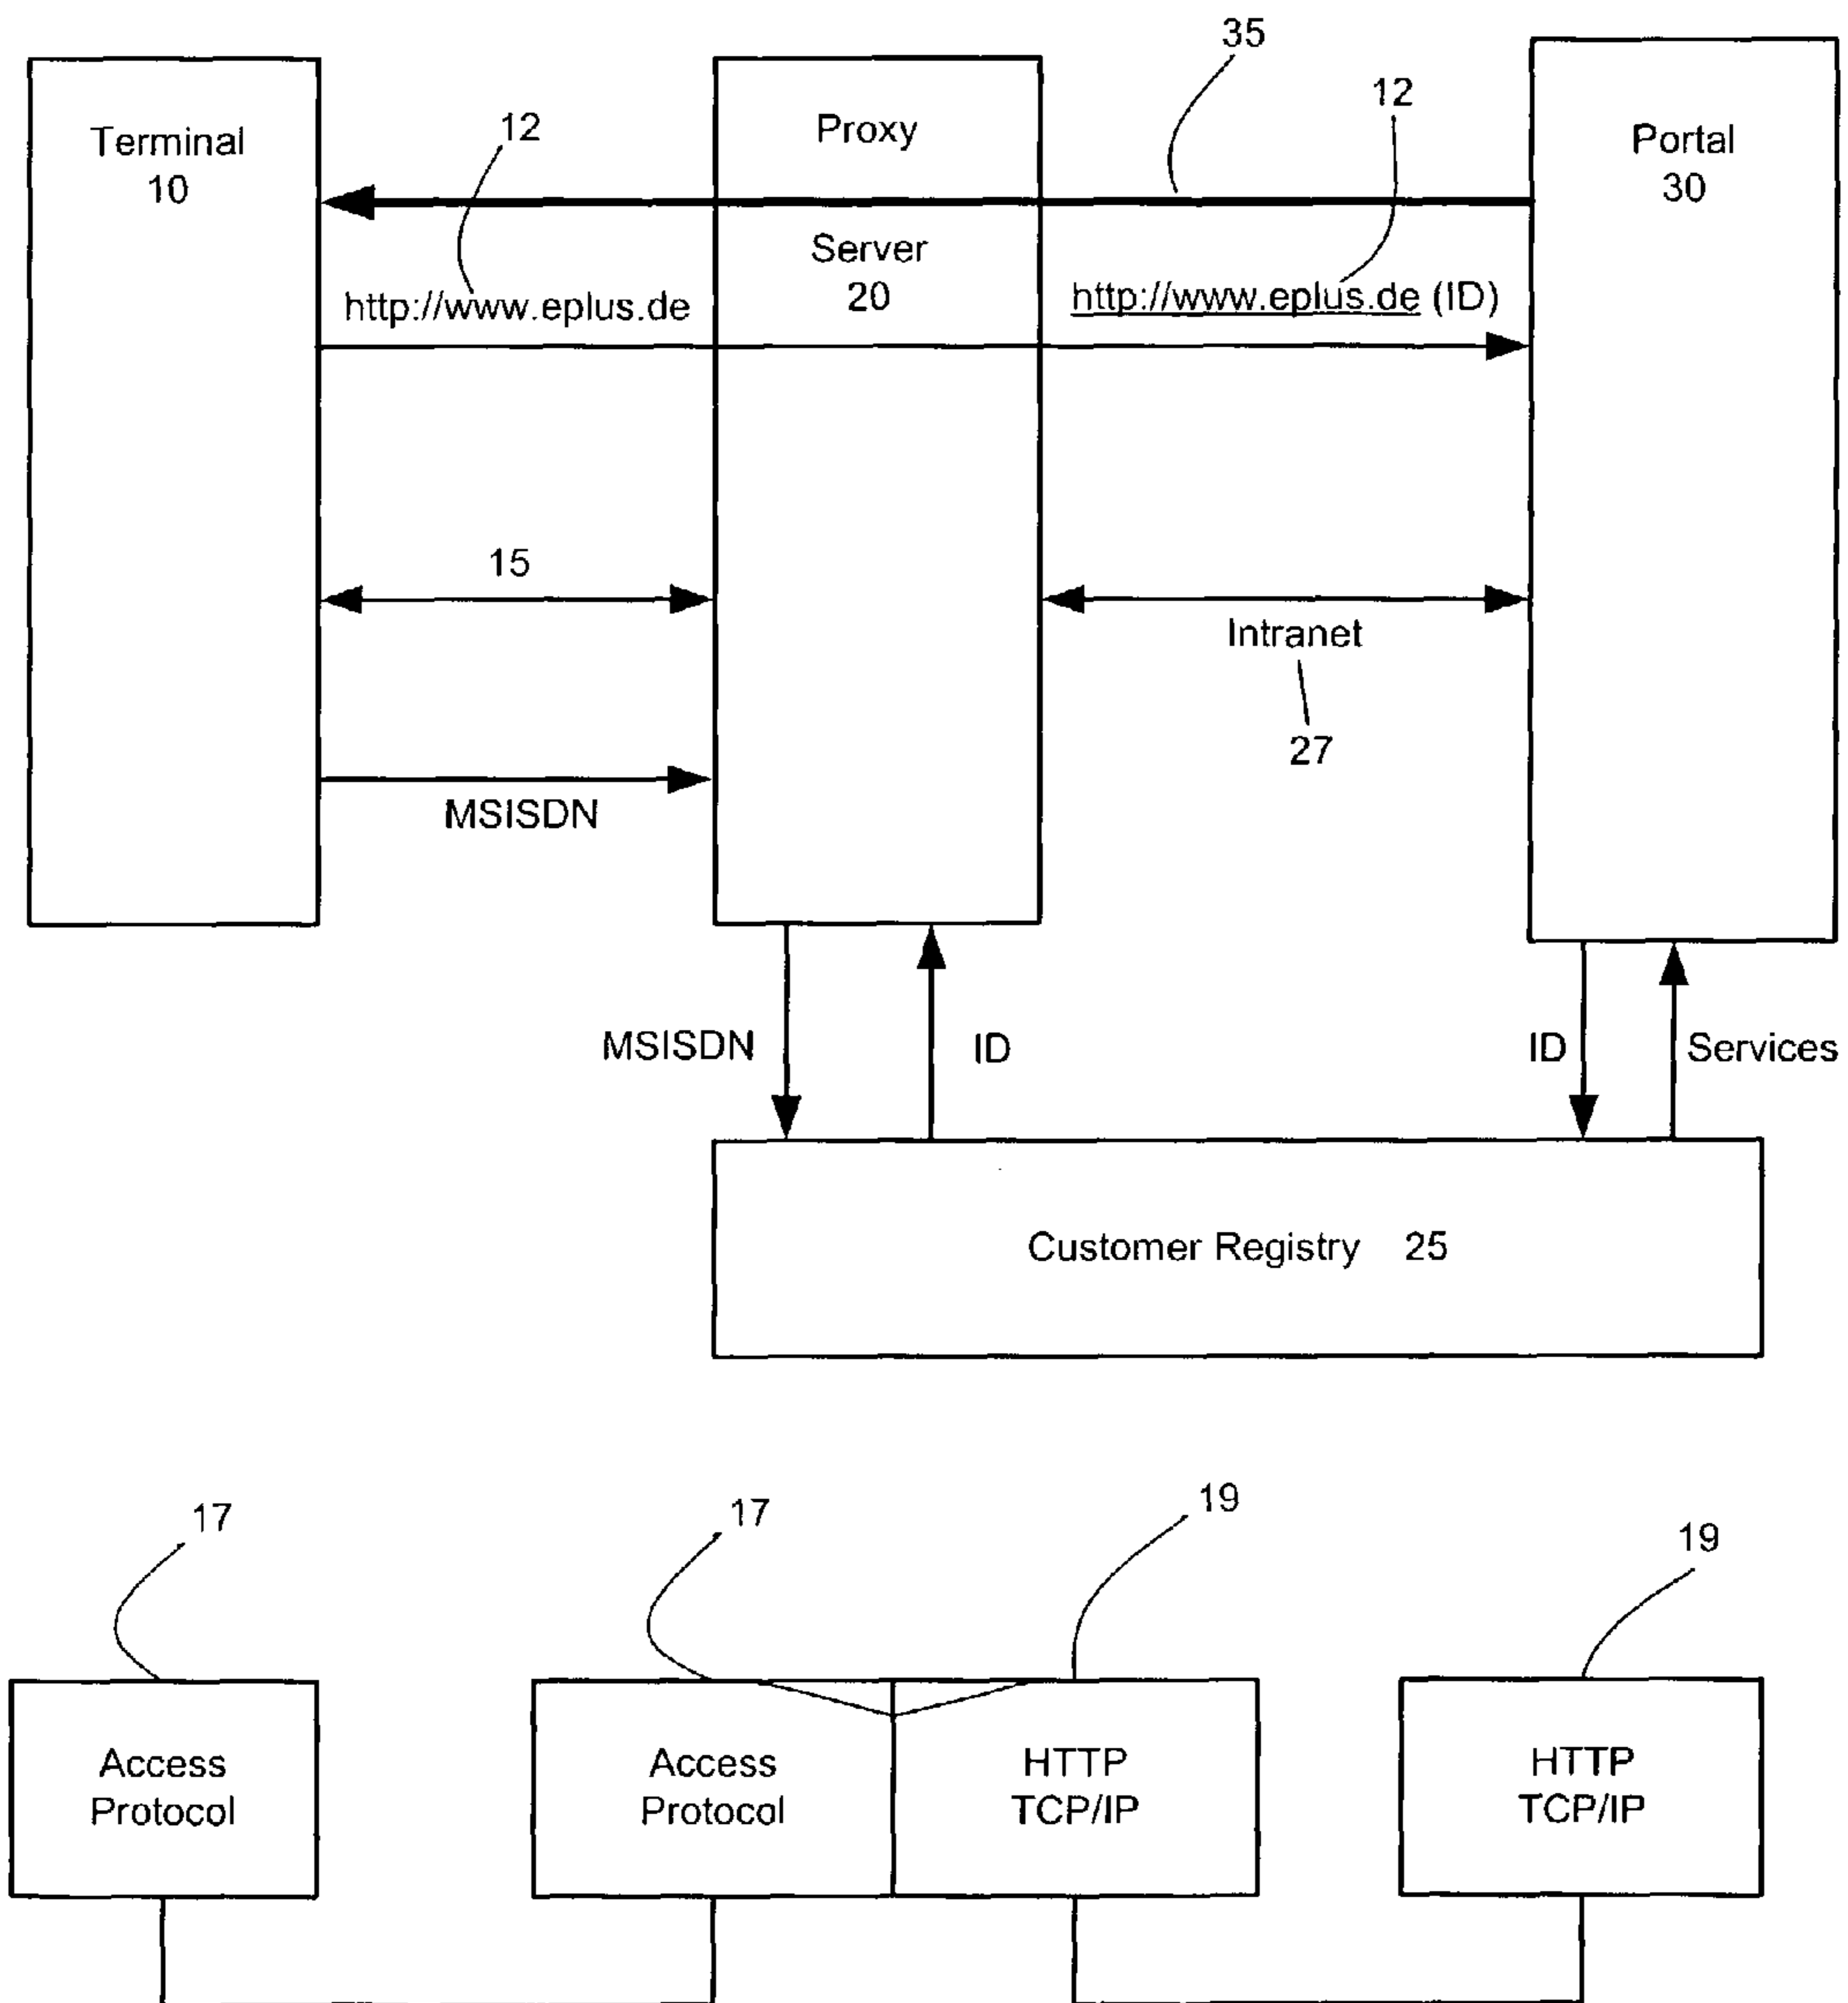 35
12
12
Terminal
10
Proxy
Server
20
Portal
30
http://www.eplus.de
http://www.eplus.de (ID)
15
Intranet
27
MSISDN
MSISDN
ID
ID
Services
Customer Registry 25
17
17
19
19
Access
Protocol
Access
Protocol
HTTP
TCP/IP
HTTP
TCP/IP